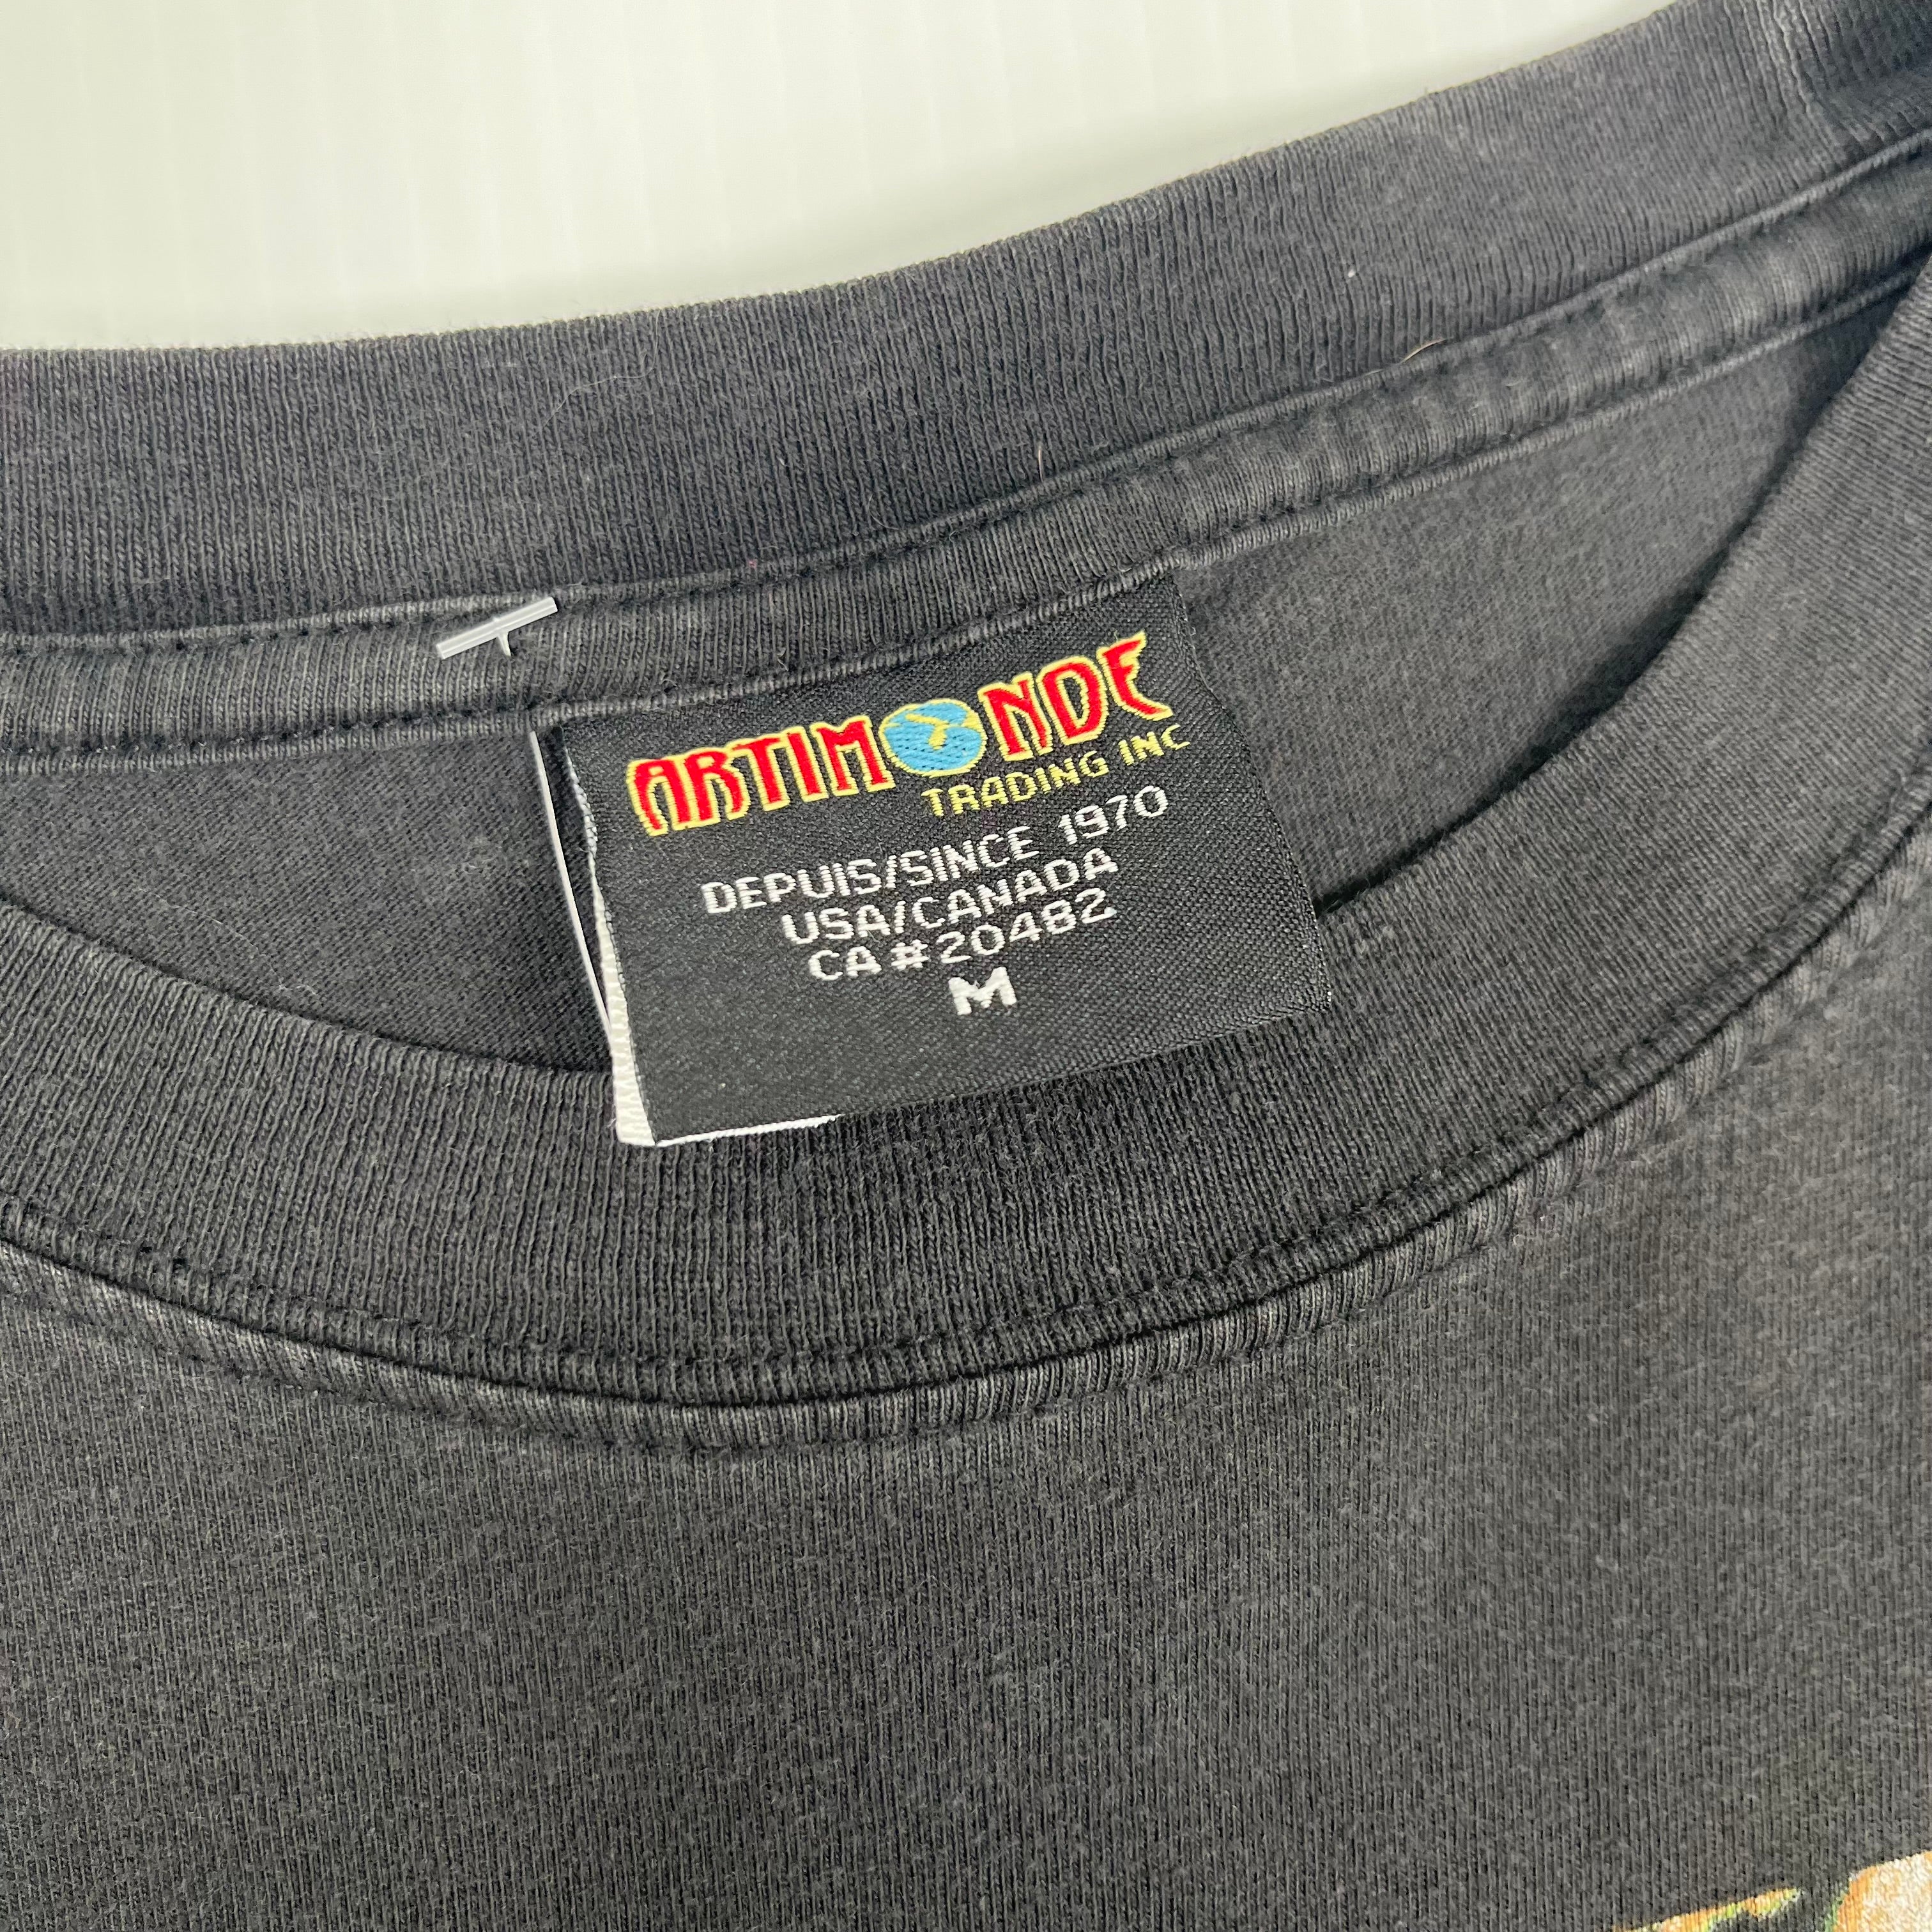 ARTIMONDE
TRADING INC
DEPUIS/SINCE 1970
USA/CANADA
CA#20482
M